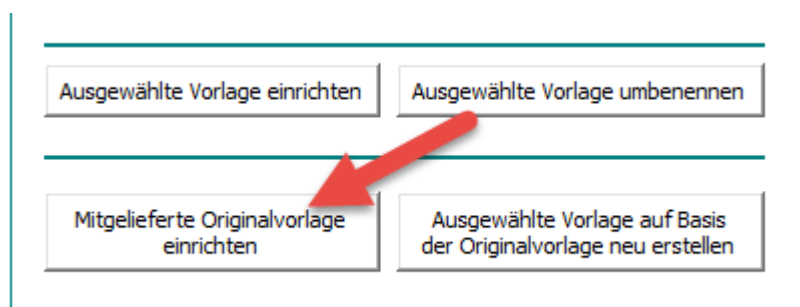 Ausgewählte Vorlage einrichten
Ausgewählte Vorlage umbenennen
Mitgelieferte Originalvorlage
einrichten
Ausgewählte Vorlage auf Basis
der Originalvorlage neu erstellen